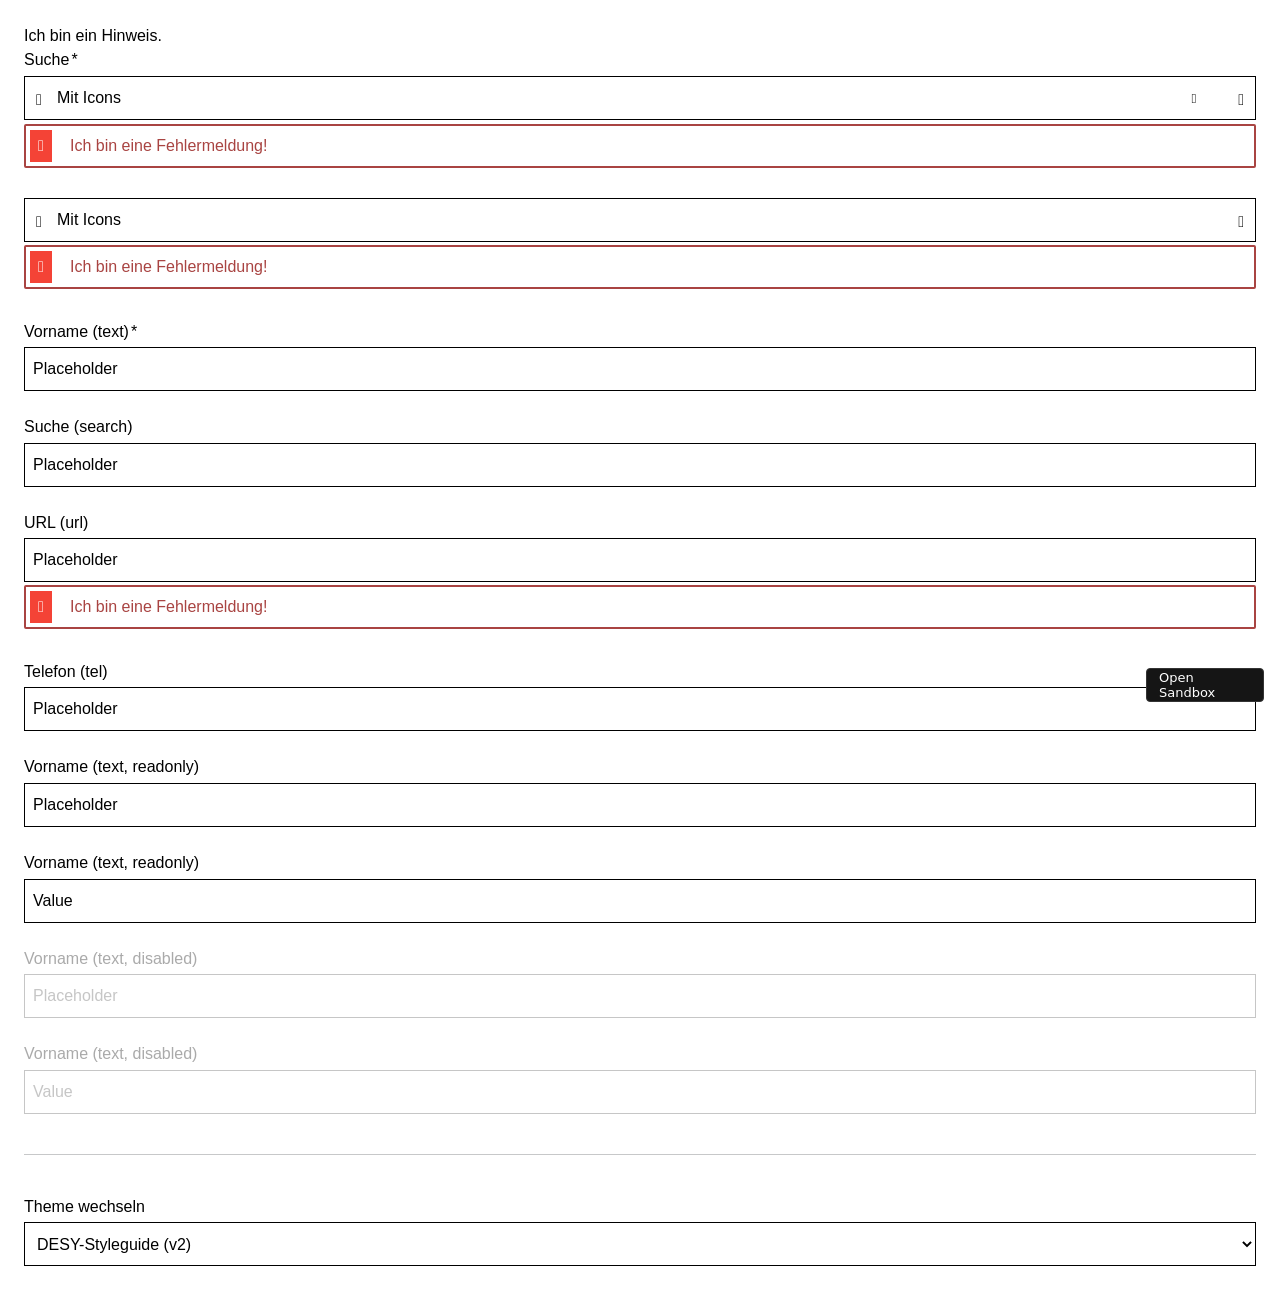 Ich bin ein Hinweis.
Suche*
Mit Icons
Ich bin eine Fehlermeldung!
Mit Icons
Ich bin eine Fehlermeldung!
Vorname (text)*
Placeholder
Suche (search)
Placeholder
URL (url)
Placeholder
Ich bin eine Fehlermeldung!
Telefon (tel)
Open
Sandbox
Placeholder
Vorname (text, readonly)
Placeholder
Vorname (text, readonly)
Value
Vorname (text, disabled)
Placeholder
Vorname (text, disabled)
Value
Theme wechseln
DESY-Styleguide (v2)